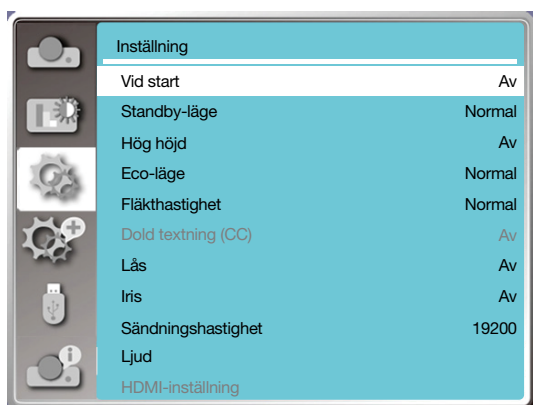 Inställning
Vid start Av
Standby-läge Normal
Hög höjd Av
Eco-läge Normal
Fläkthastighet Normal
Dold textning (CC) Av
Lås Av
Iris Av
Sändningshastighet 19200
Ljud
HDMI-inställning